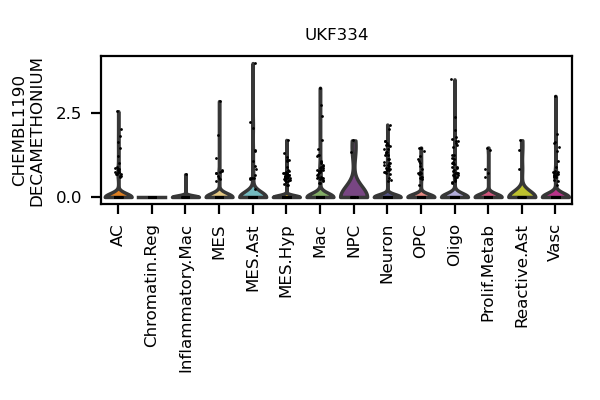 UKF334
CHEMBL1190
DECAMETHONIUM
2.5
0.0
AC
Chromatin.Reg
Inflammatory.Mac
MES
MES.Ast
MES.Hyp
Mac
NPC
Neuron
OPC
Oligo
Prolif.Metab
Reactive.Ast
Vasc